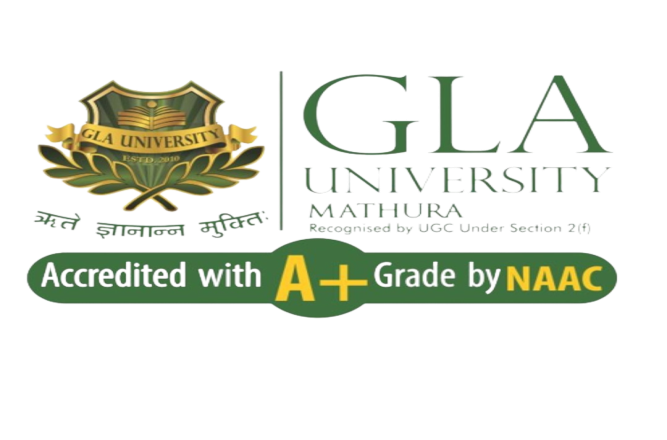 GLA UNIVERSITY
ESTD. 2010
ऋते ज्ञानान्न मुक्तिः
GLA
UNIVERSITY
MATHURA
Recognised by UGC Under Section 2(f)
Accredited with A+ Grade by NAAC